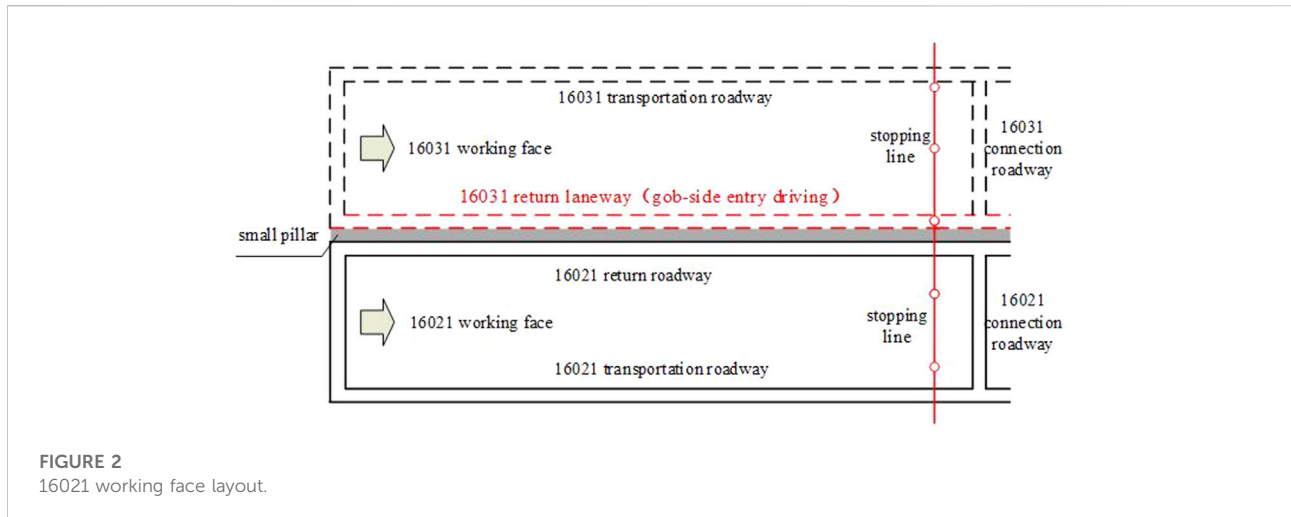 16031 transportation roadway
16031 working face
stopping
line
16031
connection
roadway
16031 return laneway（gob-side entry driving）
small pillar
16021 return roadway
16021 working face
stopping
line
16021
connection
roadway
16021 transportation roadway
FIGURE 2
16021 working face layout.